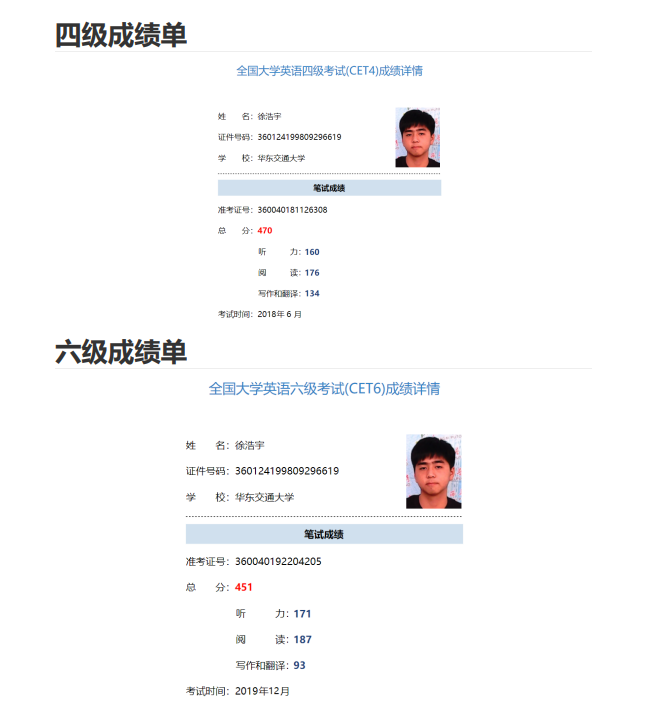 四级成绩单
全国大学英语四级考试(CET4)成绩详情
姓 名：徐浩宇
证件号码：360124199809296619
学 校：华东交通大学
笔试成绩
准考证号：360040181126308
总 分：470
听 力：160
阅 读：176
写作和翻译：134
考试时间：2018年 6 月
六级成绩单
全国大学英语六级考试(CET6)成绩详情
姓 名：徐浩宇
证件号码：360124199809296619
学 校：华东交通大学
笔试成绩
准考证号：360040192204205
总 分：451
听 力：171
阅 读：187
写作和翻译：93
考试时间：2019年12月